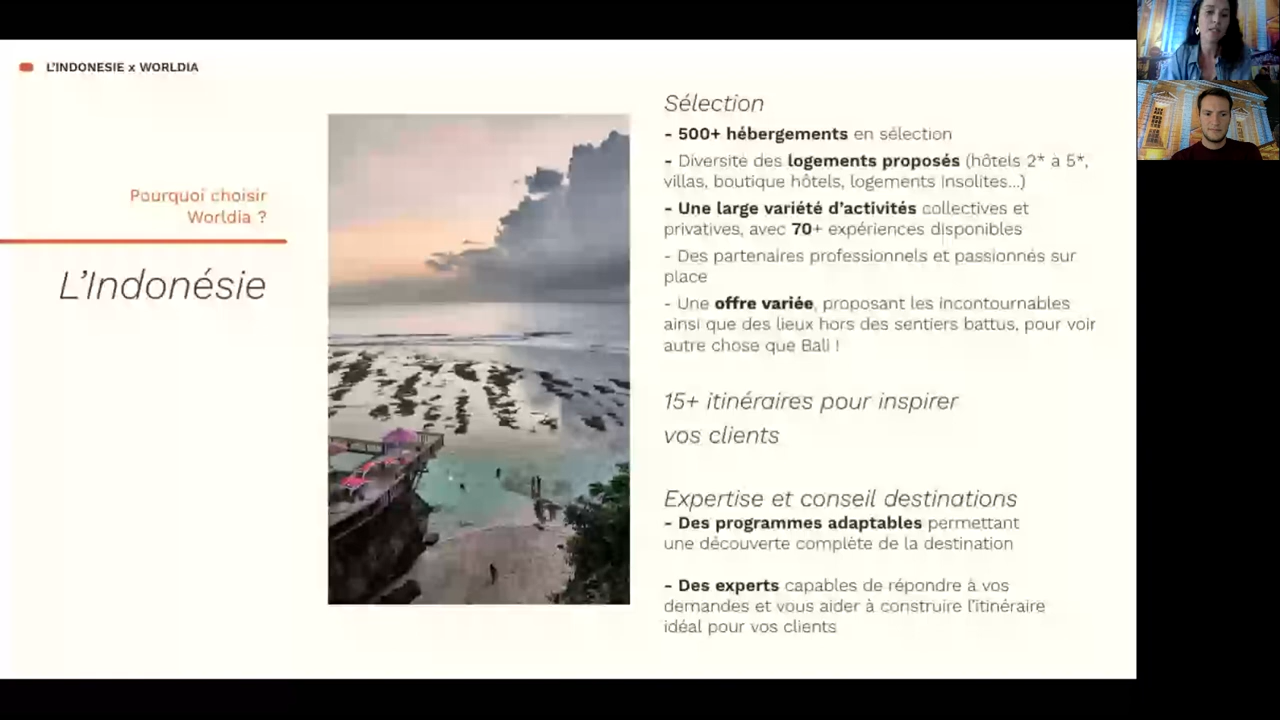 L'INDONESIE x WORLDIA
Pourquoi choisir
Worldia ?
L'Indonésie
Sélection
- 500+ hébergements en sélection
- Diversité des logements proposés (hôtels 2* à 5*,
villas, boutique hôtels, logements insolites...)
- Une large variété d'activités collectives et
privatives, avec 70+ expériences disponibles
- Des partenaires professionnels et passionnés sur
place
- Une offre variée, proposant les incontournables
ainsi que des lieux hors des sentiers battus, pour voir
autre chose que Bali !
15+ itinéraires pour inspirer
vos clients
Expertise et conseil destinations
- Des programmes adaptables permettant
une découverte complète de la destination
- Des experts capables de répondre à vos
demandes et vous aider à construire l'itinéraire
idéal pour vos clients